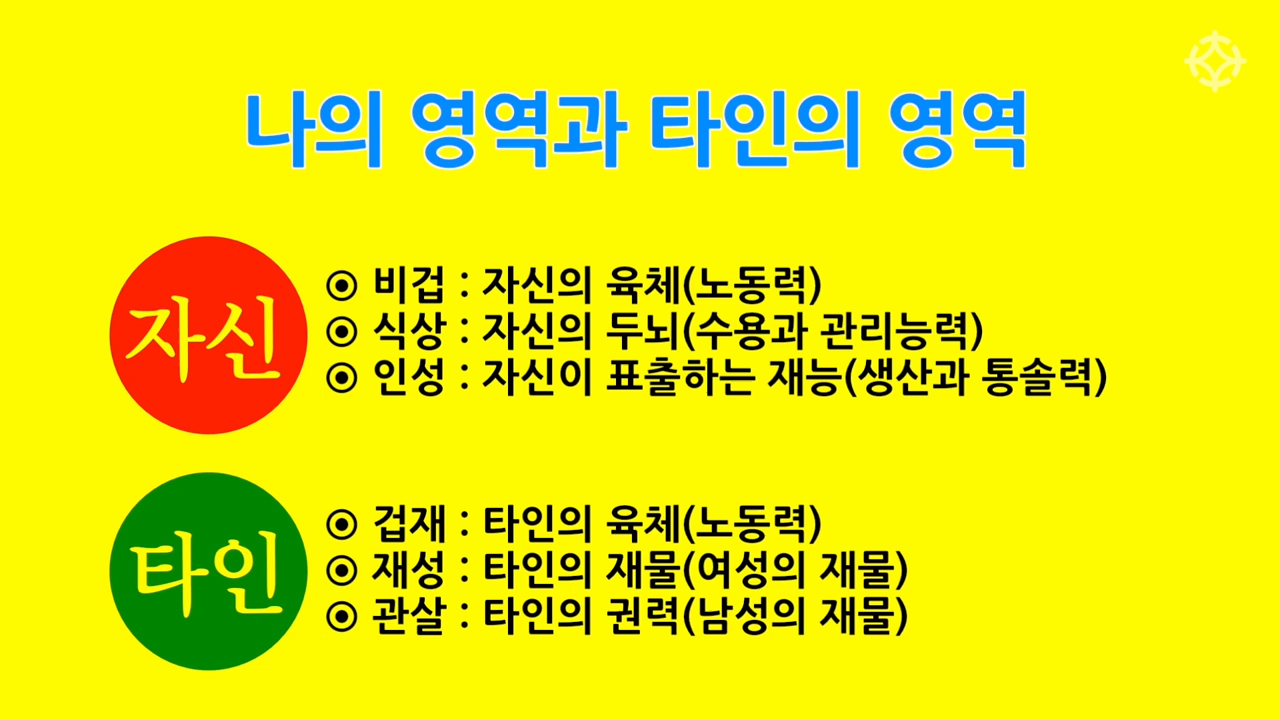 나의 영역과 타인의 영역
자신
⦿ 비겁 : 자신의 육체(노동력)
⦿ 식상 : 자신의 두뇌(수용과 관리능력)
⦿ 인성 : 자신이 표출하는 재능(생산과 통솔력)
타인
⦿ 겁재 : 타인의 육체(노동력)
⦿ 재성 : 타인의 재물(여성의 재물)
⦿ 관살 : 타인의 권력(남성의 재물)